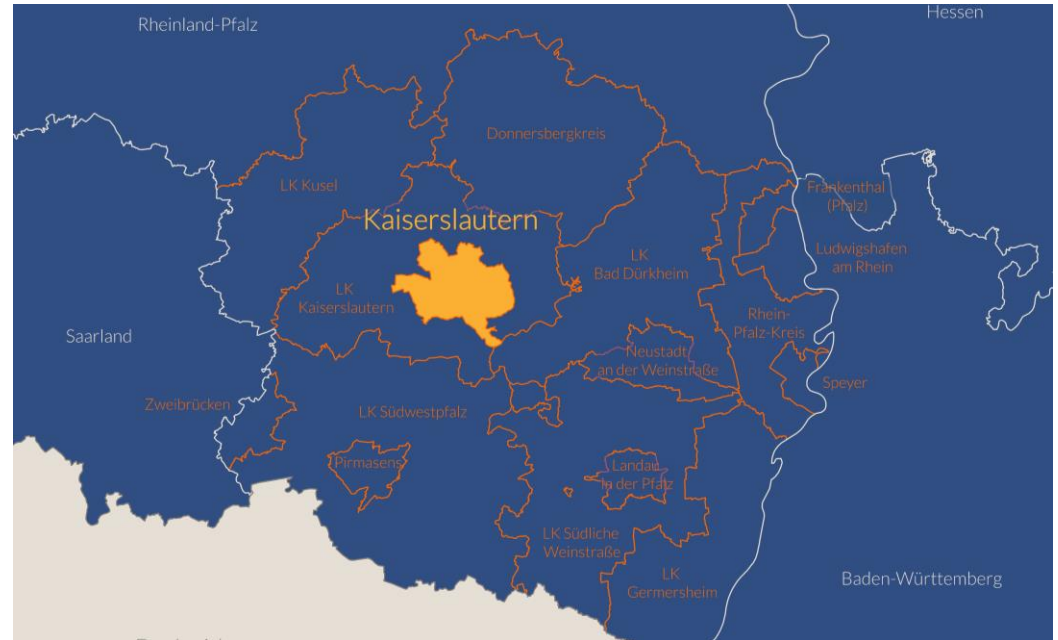 Hessen
Rheinland-Pfalz
Donnersbergkreis
LK Kusel
Frankenthal
(Pfalz)
Kaiserslautern
Ludwigshafen
am Rhein
LK
Bad Dürkheim
LK
Kaiserslautern
Rhein-
Pfalz-Kreis
Saarland
Neustadt
an der Weinstraße
Speyer
Zweibrücken
LK Südwestpfalz
Pirmasens
Landau
in der Pfalz
LK Südliche
Weinstraße
LK
Germersheim
Baden-Württemberg